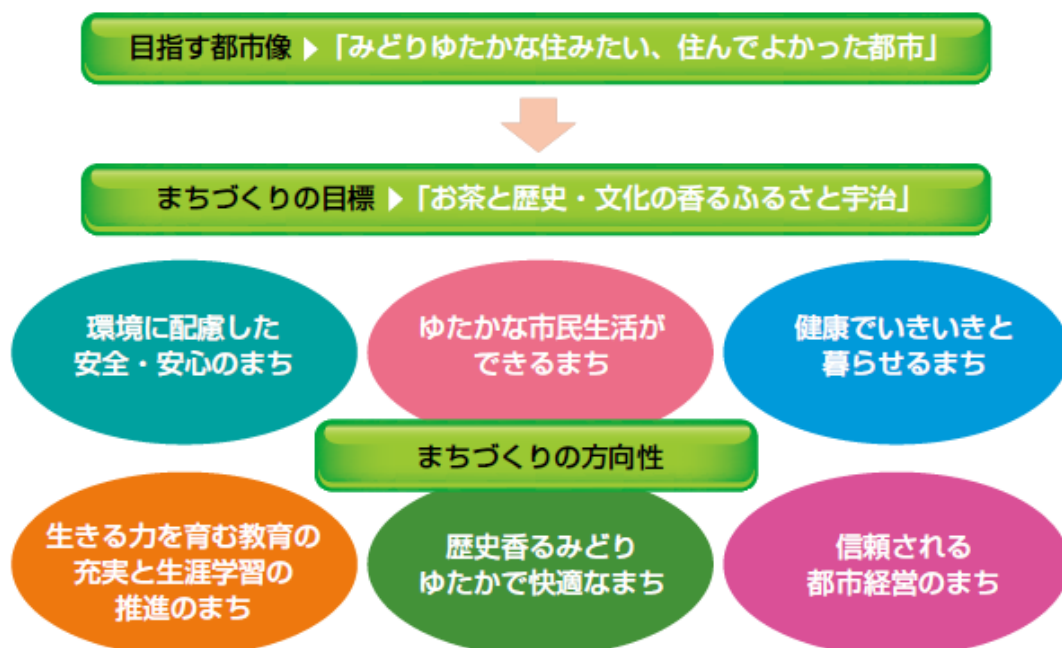 目指す都市像▶「みどりゆたかな住みたい、住んでよかった都市」
まちづくりの目標▶「お茶と歴史・文化の香るふるさと宇治」
環境に配慮した
安全・安心のまち
ゆたかな市民生活が
できるまち
健康でいきいきと
暮らせるまち
まちづくりの方向性
生きる力を育む教育の
充実と生涯学習の
推進のまち
歴史香るみどり
ゆたかで快適なまち
信頼される
都市経営のまち